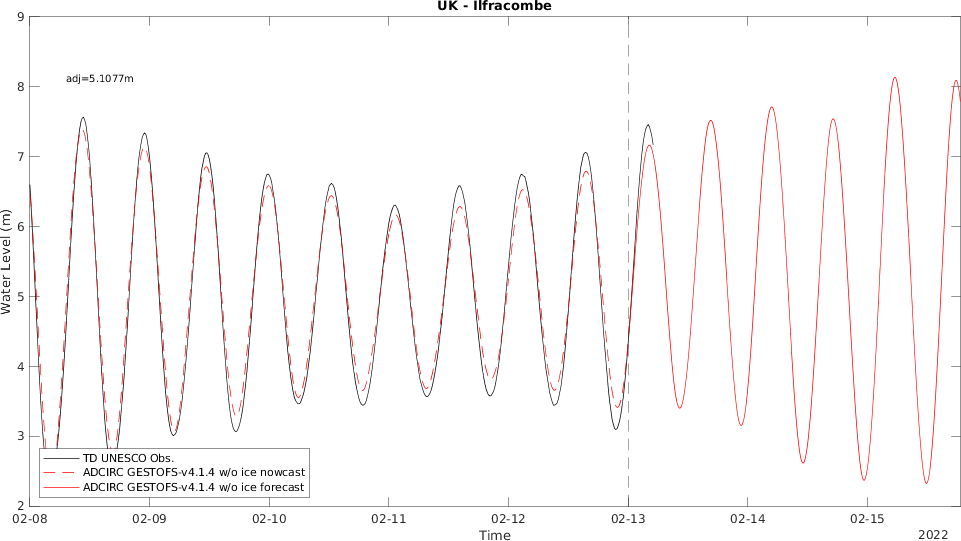 UK - Ilfracombe
9
8
7
6
5
4
3
2
Water Level (m)
adj=5.1077m
TD UNESCO Obs.
ADCIRC GESTOFS-v4.1.4 w/o ice nowcast
ADCIRC GESTOFS-v4.1.4 w/o ice forecast
02-08 02-09 02-10 02-11 02-12 02-13 02-14 02-15
Time
2022